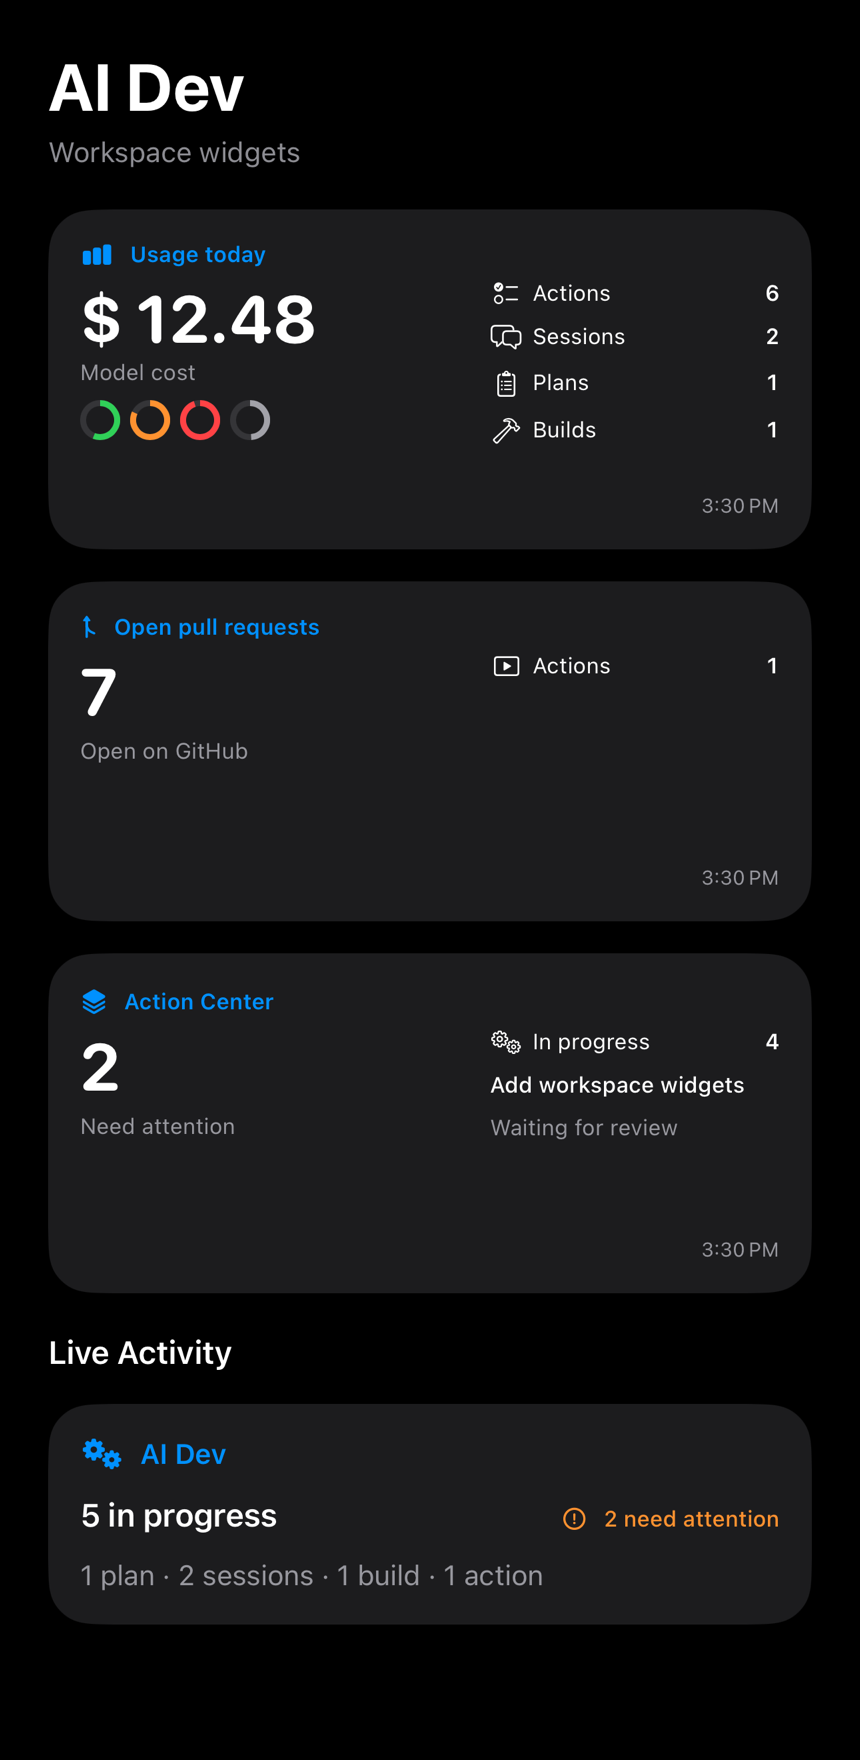 AI Dev
Workspace widgets
Usage today
$ 12.48
Model cost
Actions 6
Sessions 2
Plans 1
Builds 1
3:30 PM
Open pull requests
7
Open on GitHub
Actions 1
3:30 PM
Action Center
2
Need attention
In progress 4
Add workspace widgets
Waiting for review
3:30 PM
Live Activity
AI Dev
5 in progress
2 need attention
1 plan · 2 sessions · 1 build · 1 action